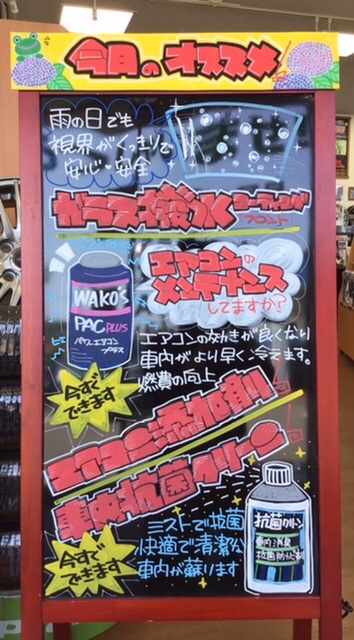 今月のオススメ
雨の日でも
視界がくっきりで
安心・安全
ガラス撥水コーティング
フロント
エアコンの
メンテナンス
してますか?
WAKO'S
PAC PLUS
パワーエアコン
プラス
エアコンの効きが良くなり
車内がより早く冷えます。
燃費の向上
今すぐ
できます
エアコン添加剤
車内抗菌クリーン
ミストで抗菌
快適で清潔な
車内が蘇ります
今すぐ
できます
抗菌クリーン
車内消臭